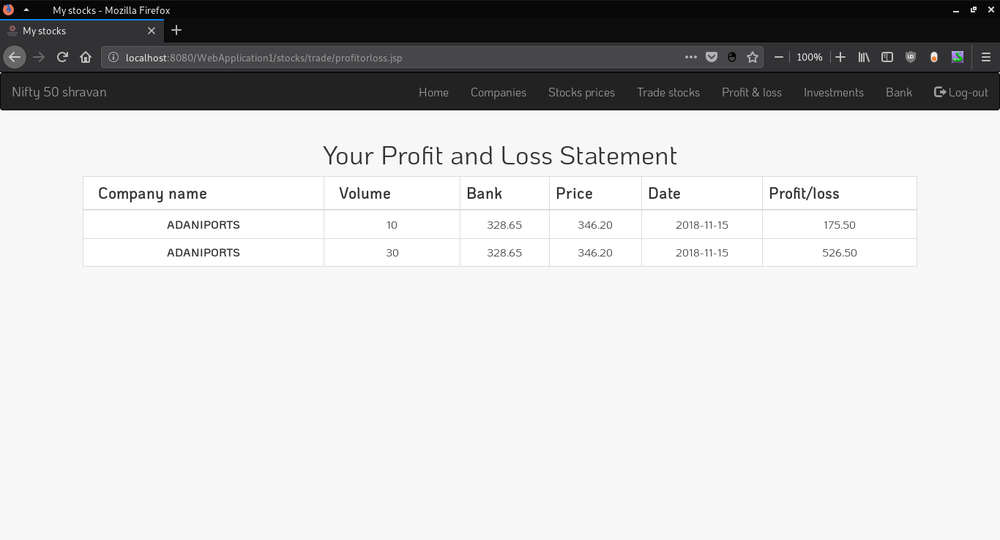 My stocks - Mozilla Firefox
My stocks
localhost:8080/WebApplication1/stocks/trade/profitorloss.jsp 100%
Nifty 50 shravan Home Companies Stocks prices Trade stocks Profit & loss Investments Bank Log-out
Your Profit and Loss Statement
Company name Volume Bank Price Date Profit/loss
ADANIPORTS 10 328.65 346.20 2018-11-15 175.50
ADANIPORTS 30 328.65 346.20 2018-11-15 526.50